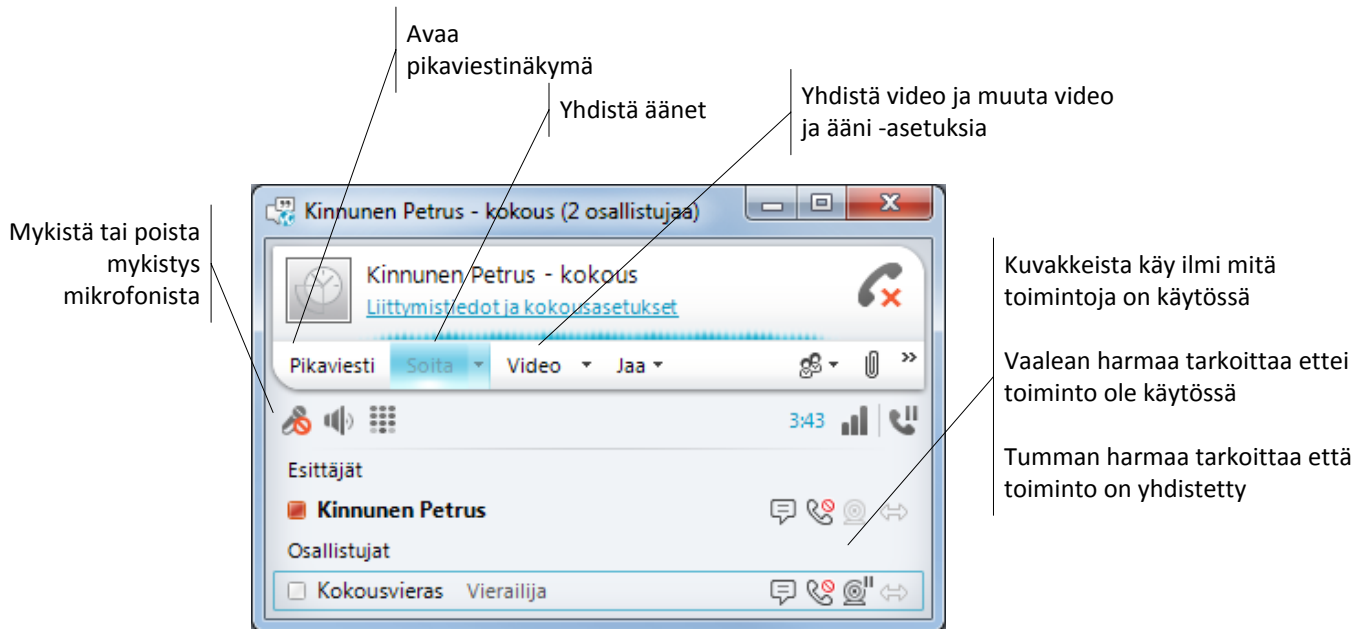 Avaa
pikaviestinäkymä
Yhdistä äänet
Yhdistä video ja muuta video
ja ääni -asetuksia
Mykistä tai poista
mykistys
mikrofonista
Kinnunen Petrus - kokous (2 osallistujaa)
Kinnunen Petrus - kokous
Liittymistiedot ja kokousasetukset
Pikaviesti Soita Video Jaa
3:43
Esittäjät
Kinnunen Petrus
Osallistujat
Kokousvieras Vierailija
Kuvakkeista käy ilmi mitä
toimintoja on käytössä
Vaalean harmaa tarkoittaa ettei
toiminto ole käytössä
Tumman harmaa tarkoittaa että
toiminto on yhdistetty